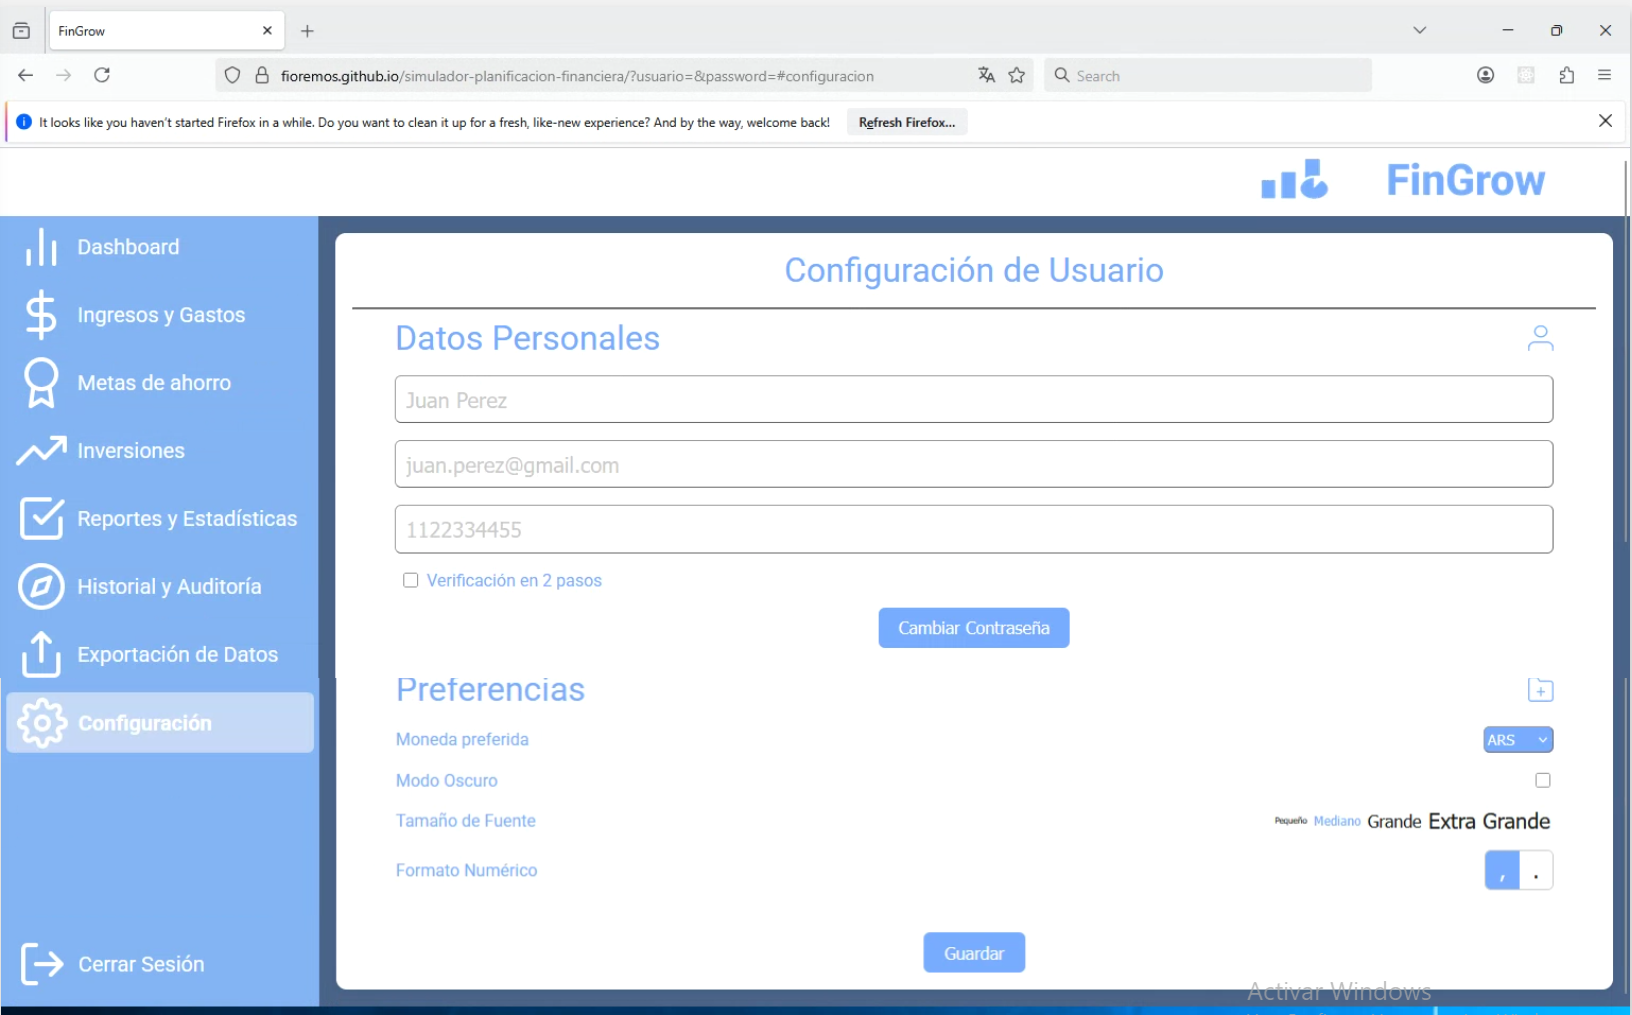 FinGrow
fioremos.github.io/simulador-planificacion-financiera/?usuario=&password=#configuracion
Search
It looks like you haven't started Firefox in a while. Do you want to clean it up for a fresh, like-new experience? And by the way, welcome back!
Refresh Firefox...
FinGrow
Dashboard
Ingresos y Gastos
Metas de ahorro
Inversiones
Reportes y Estadísticas
Historial y Auditoría
Exportación de Datos
Configuración
Cerrar Sesión
Configuración de Usuario
Datos Personales
Juan Perez
juan.perez@gmail.com
1122334455
Verificación en 2 pasos
Cambiar Contraseña
Preferencias
Moneda preferida
ARS
Modo Oscuro
Tamaño de Fuente
Pequeño Mediano Grande Extra Grande
Formato Numérico
, .
Guardar
Activar Windows